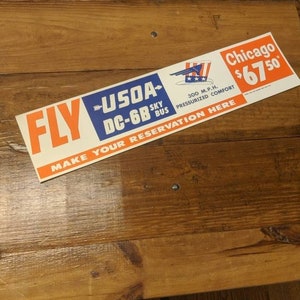 FLY
USOA
DC-6B SKY BUS
300 M.P.H.
PRESSURIZED COMFORT
Chicago
$67.50
MAKE YOUR RESERVATION HERE